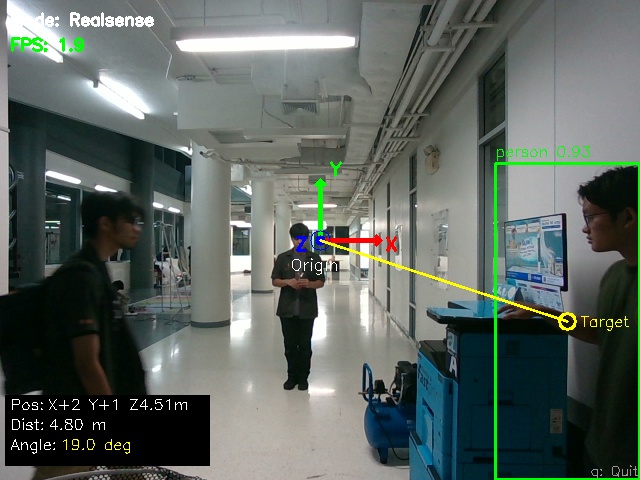 Mode: Realsense
FPS: 1.9
person 0.93
Y
Z
X
Origin
Target
Pos: X+2 Y+1 Z4.51m
Dist: 4.80 m
Angle: 19.0 deg
q: Quit